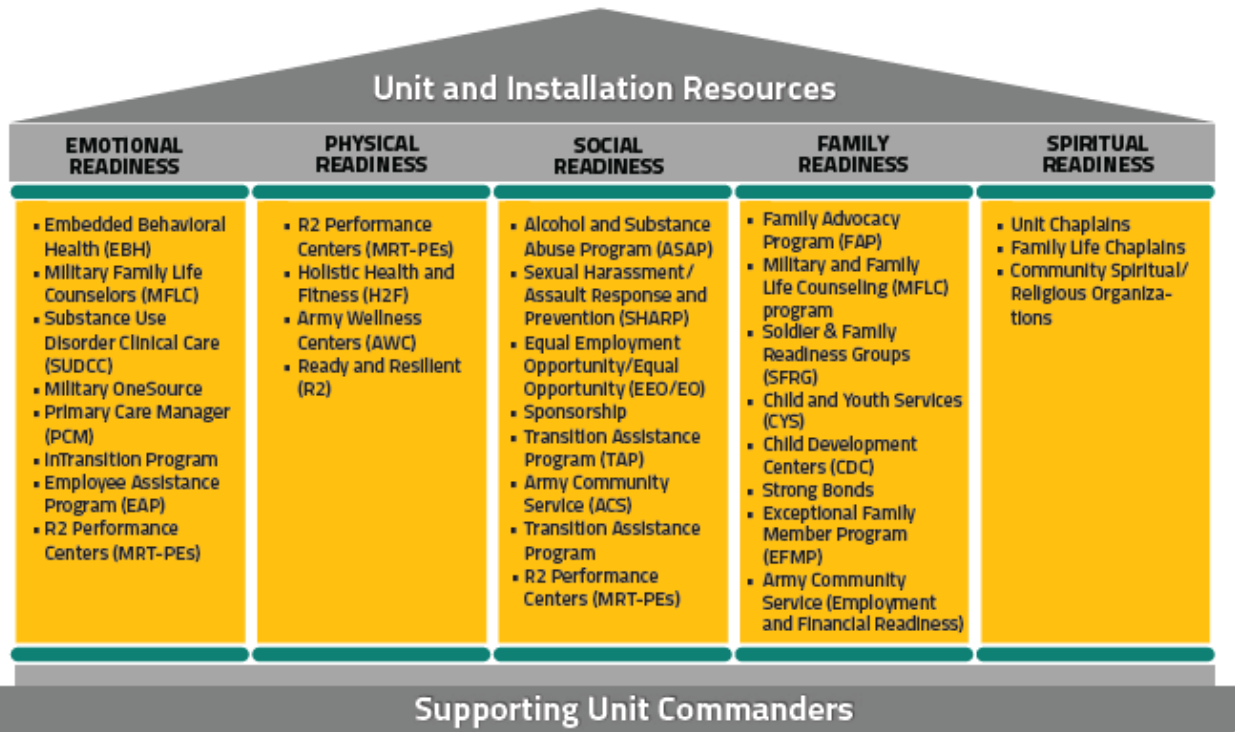 Unit and Installation Resources
EMOTIONAL
READINESS
▪ Embedded Behavioral
Health (EBH)
▪ Military Family Life
Counselors (MFLC)
▪ Substance Use
Disorder Clinical Care
(SUDCC)
▪ Military OneSource
▪ Primary Care Manager
(PCM)
▪ InTransition Program
▪ Employee Assistance
Program (EAP)
▪ R2 Performance
Centers (MRT-PEs)
PHYSICAL
READINESS
▪ R2 Performance
Centers (MRT-PEs)
▪ Holistic Health and
Fitness (H2F)
▪ Army Wellness
Centers (AWC)
▪ Ready and Resilient
(R2)
SOCIAL
READINESS
▪ Alcohol and Substance
Abuse Program (ASAP)
▪ Sexual Harassment/
Assault Response and
Prevention (SHARP)
▪ Equal Employment
Opportunity/Equal
Opportunity (EEO/EO)
▪ Sponsorship
▪ Transition Assistance
Program (TAP)
▪ Army Community
Service (ACS)
▪ Transition Assistance
Program
▪ R2 Performance
Centers (MRT-PEs)
FAMILY
READINESS
▪ Family Advocacy
Program (FAP)
▪ Military and Family
Life Counseling (MFLC)
program
▪ Soldier & Family
Readiness Groups
(SFRG)
▪ Child and Youth Services
(CYS)
▪ Child Development
Centers (CDC)
▪ Strong Bonds
▪ Exceptional Family
Member Program
(EFMP)
▪ Army Community
Service (Employment
and Financial Readiness)
SPIRITUAL
READINESS
▪ Unit Chaplains
▪ Family Life Chaplains
▪ Community Spiritual/
Religious Organiza-
tions
Supporting Unit Commanders